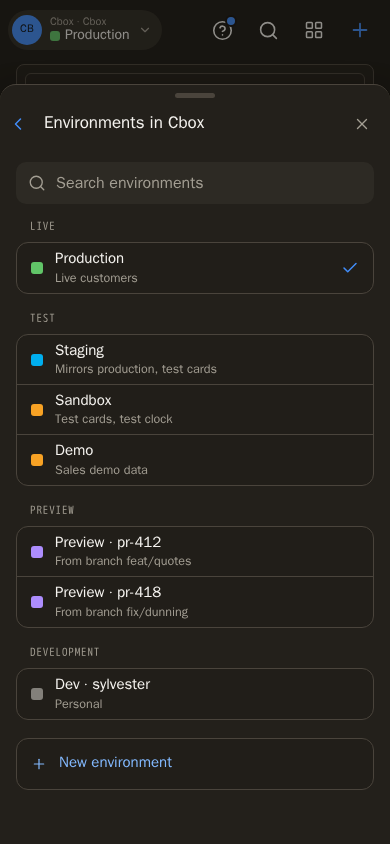 Cbox · Cbox
CB
Production
Environments in Cbox
Search environments
LIVE
Production
Live customers
TEST
Staging
Mirrors production, test cards
Sandbox
Test cards, test clock
Demo
Sales demo data
PREVIEW
Preview · pr-412
From branch feat/quotes
Preview · pr-418
From branch fix/dunning
DEVELOPMENT
Dev · sylvester
Personal
New environment